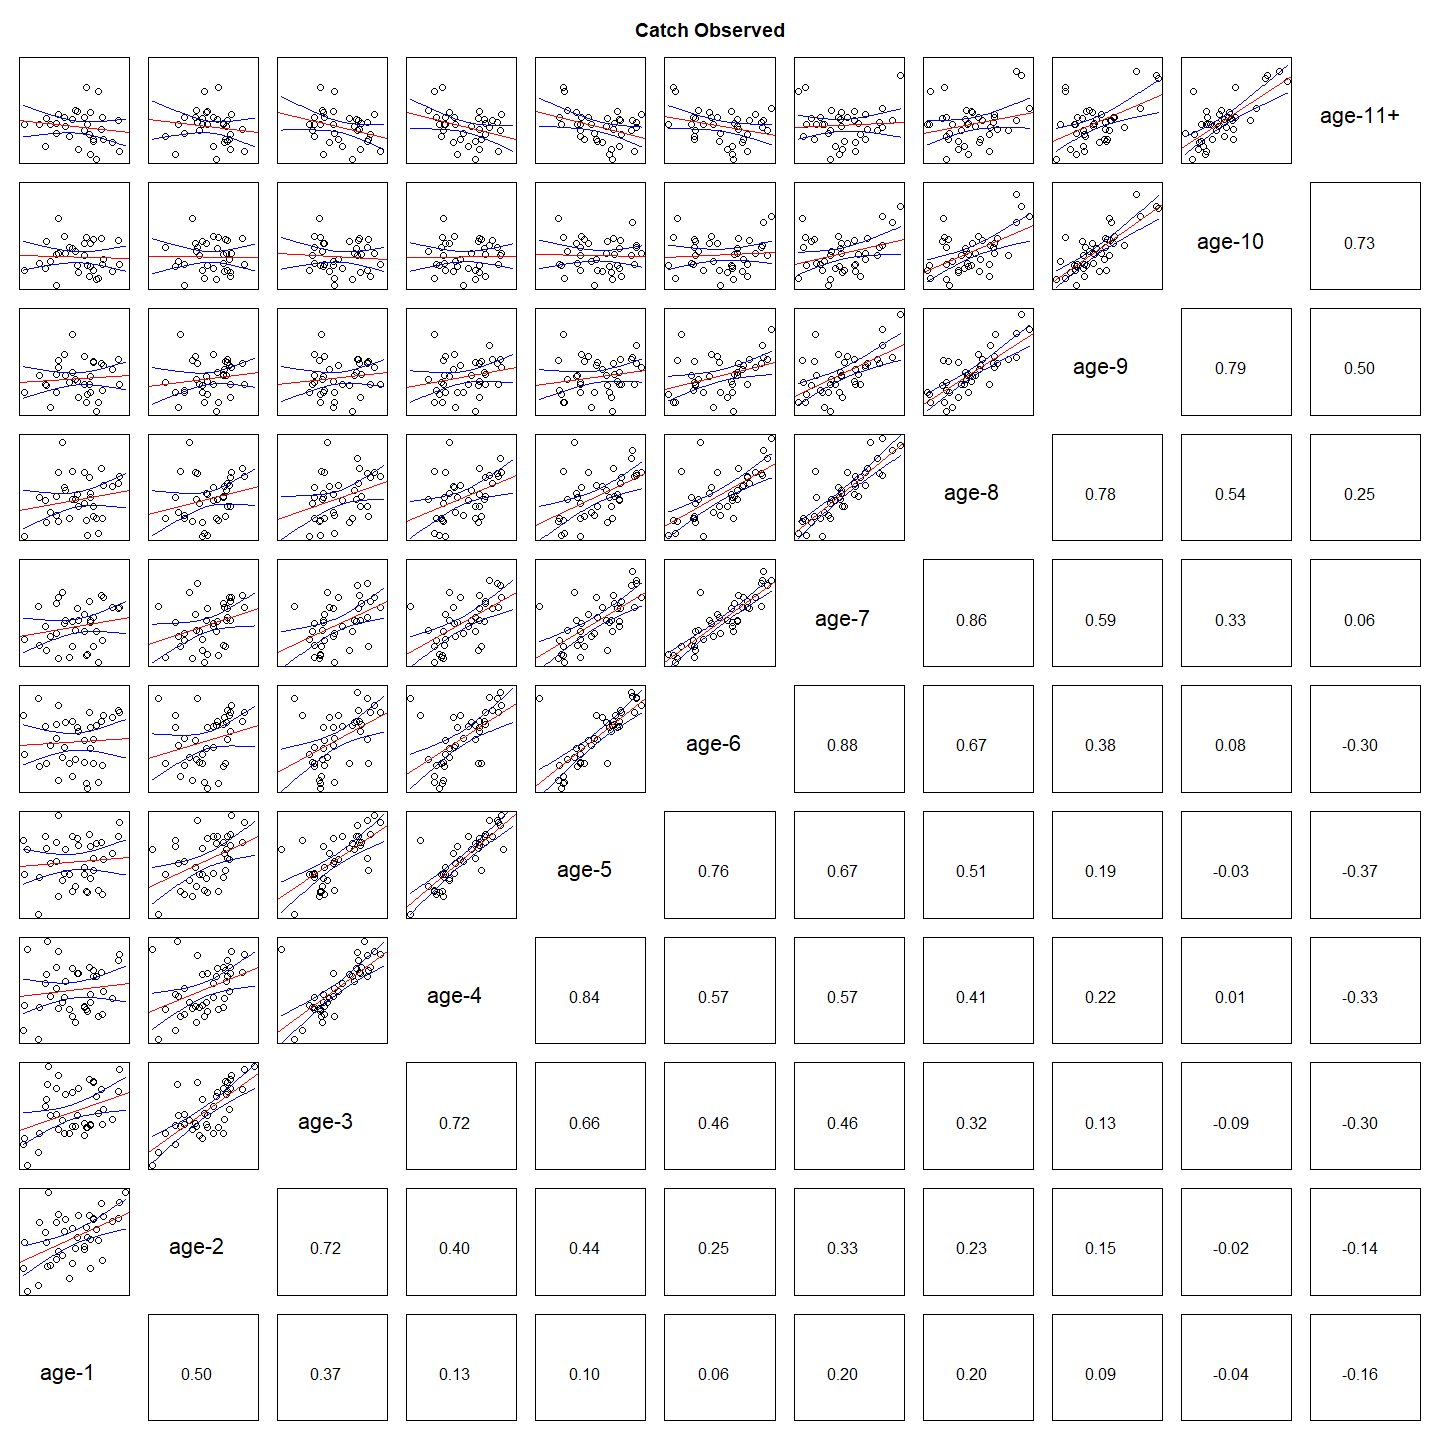 Catch Observed
age-11+
age-10 0.73
age-9 0.79 0.50
age-8 0.78 0.54 0.25
age-7 0.86 0.59 0.33 0.06
age-6 0.88 0.67 0.38 0.08 -0.30
age-5 0.76 0.67 0.51 0.19 -0.03 -0.37
age-4 0.84 0.57 0.57 0.41 0.22 0.01 -0.33
age-3 0.72 0.66 0.46 0.46 0.32 0.13 -0.09 -0.30
age-2 0.72 0.40 0.44 0.25 0.33 0.23 0.15 -0.02 -0.14
age-1 0.50 0.37 0.13 0.10 0.06 0.20 0.20 0.09 -0.04 -0.16